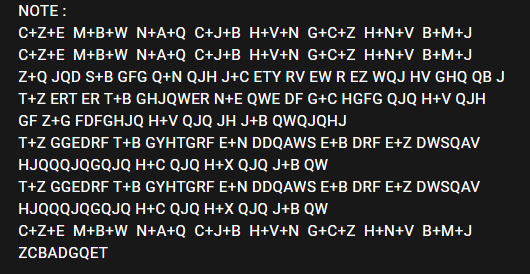 NOTE :
C+Z+E M+B+W N+A+Q C+J+B H+V+N G+C+Z H+N+V B+M+J
C+Z+E M+B+W N+A+Q C+J+B H+V+N G+C+Z H+N+V B+M+J
Z+Q JQD S+B GFG Q+N QJH J+C ETY RV EW R EZ WQJ HV GHQ QB J
T+Z ERT ER T+B GHJQWER N+E QWE DF G+C HGFG QJQ H+V QJH
GF Z+G FDFGHJQ H+V QJQ JH J+B QWQJQHJ
T+Z GGEDRF T+B GYHTGRF E+N DDQAWS E+B DRF E+Z DWSQAV
HJQQQJQGQJQ H+C QJQ H+X QJQ J+B QW
T+Z GGEDRF T+B GYHTGRF E+N DDQAWS E+B DRF E+Z DWSQAV
HJQQQJQGQJQ H+C QJQ H+X QJQ J+B QW
C+Z+E M+B+W N+A+Q C+J+B H+V+N G+C+Z H+N+V B+M+J
ZCBADGQET